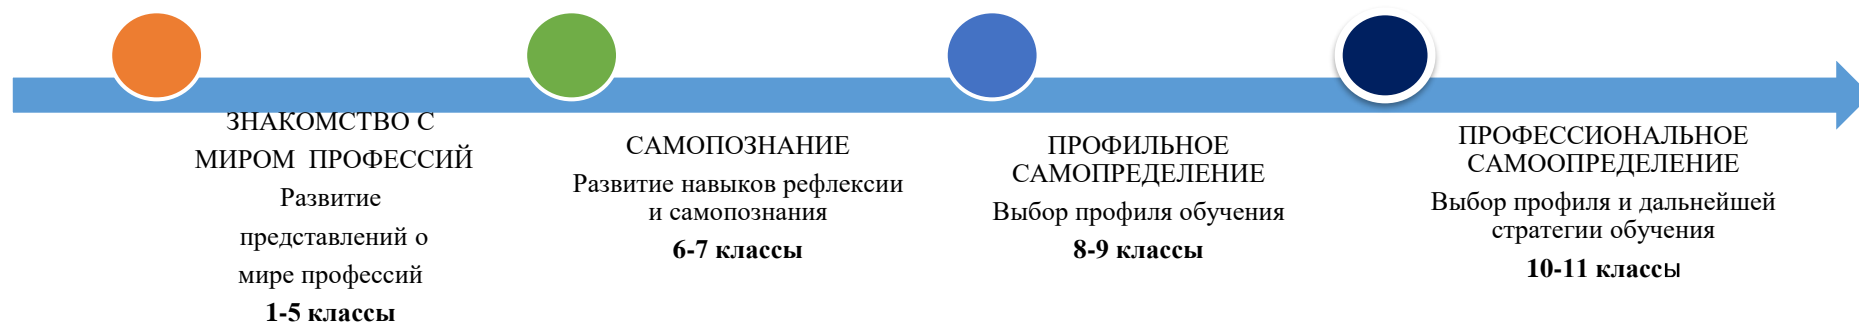 ЗНАКОМСТВО С
МИРОМ ПРОФЕССИЙ
Развитие
представлений о
мире профессий
1-5 классы
САМОПОЗНАНИЕ
Развитие навыков рефлексии
и самопознания
6-7 классы
ПРОФИЛЬНОЕ
САМОПРЕДЕЛЕНИЕ
Выбор профиля обучения
8-9 классы
ПРОФЕССИОНАЛЬНОЕ
САМООПРЕДЕЛЕНИЕ
Выбор профиля и дальнейшей
стратегии обучения
10-11 классы